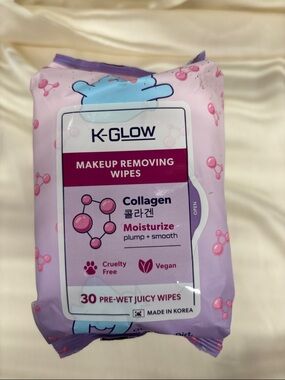 K-GLOW
MAKEUP REMOVING
WIPES
Collagen
콜라겐
Moisturize
plump + smooth
OPEN
Cruelty
Free
Vegan
30 PRE-WET JUICY WIPES
MADE IN KOREA